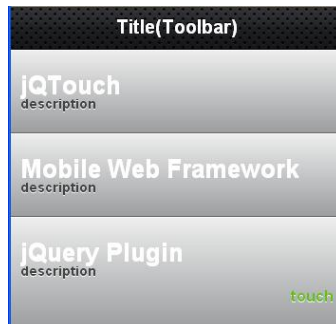 Title(Toolbar)
jQTouch
description
Mobile Web Framework
description
jQuery Plugin
description
touch